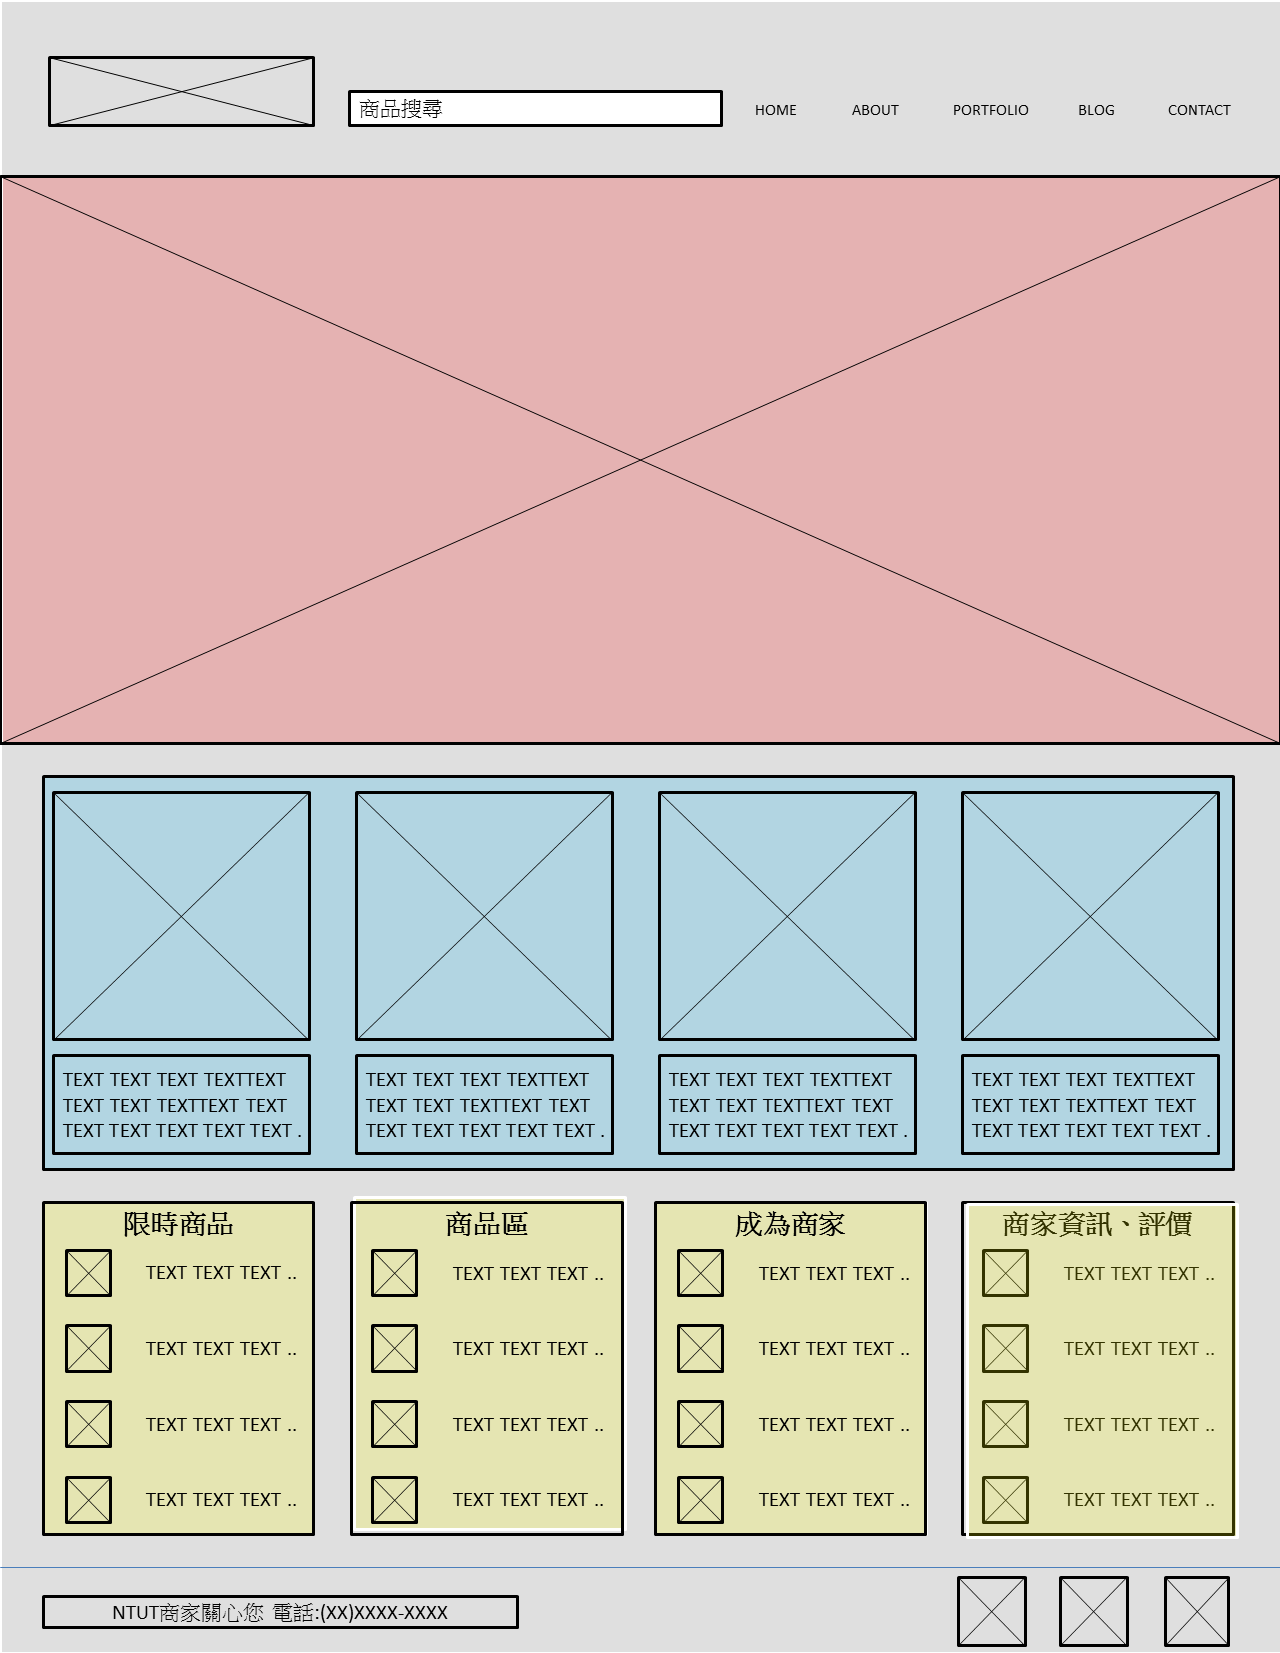 商品搜尋
HOME ABOUT PORTFOLIO BLOG CONTACT
TEXT TEXT TEXT TEXTTEXT
TEXT TEXT TEXTTEXT TEXT
TEXT TEXT TEXT TEXT TEXT .
TEXT TEXT TEXT TEXTTEXT
TEXT TEXT TEXTTEXT TEXT
TEXT TEXT TEXT TEXT TEXT .
TEXT TEXT TEXT TEXTTEXT
TEXT TEXT TEXTTEXT TEXT
TEXT TEXT TEXT TEXT TEXT .
TEXT TEXT TEXT TEXTTEXT
TEXT TEXT TEXTTEXT TEXT
TEXT TEXT TEXT TEXT TEXT .
限時商品
TEXT TEXT TEXT ..
TEXT TEXT TEXT ..
TEXT TEXT TEXT ..
TEXT TEXT TEXT ..
商品區
TEXT TEXT TEXT ..
TEXT TEXT TEXT ..
TEXT TEXT TEXT ..
TEXT TEXT TEXT ..
成為商家
TEXT TEXT TEXT ..
TEXT TEXT TEXT ..
TEXT TEXT TEXT ..
TEXT TEXT TEXT ..
商家資訊、評價
TEXT TEXT TEXT ..
TEXT TEXT TEXT ..
TEXT TEXT TEXT ..
TEXT TEXT TEXT ..
NTUT商家關心您 電話:(XX)XXXX-XXXX